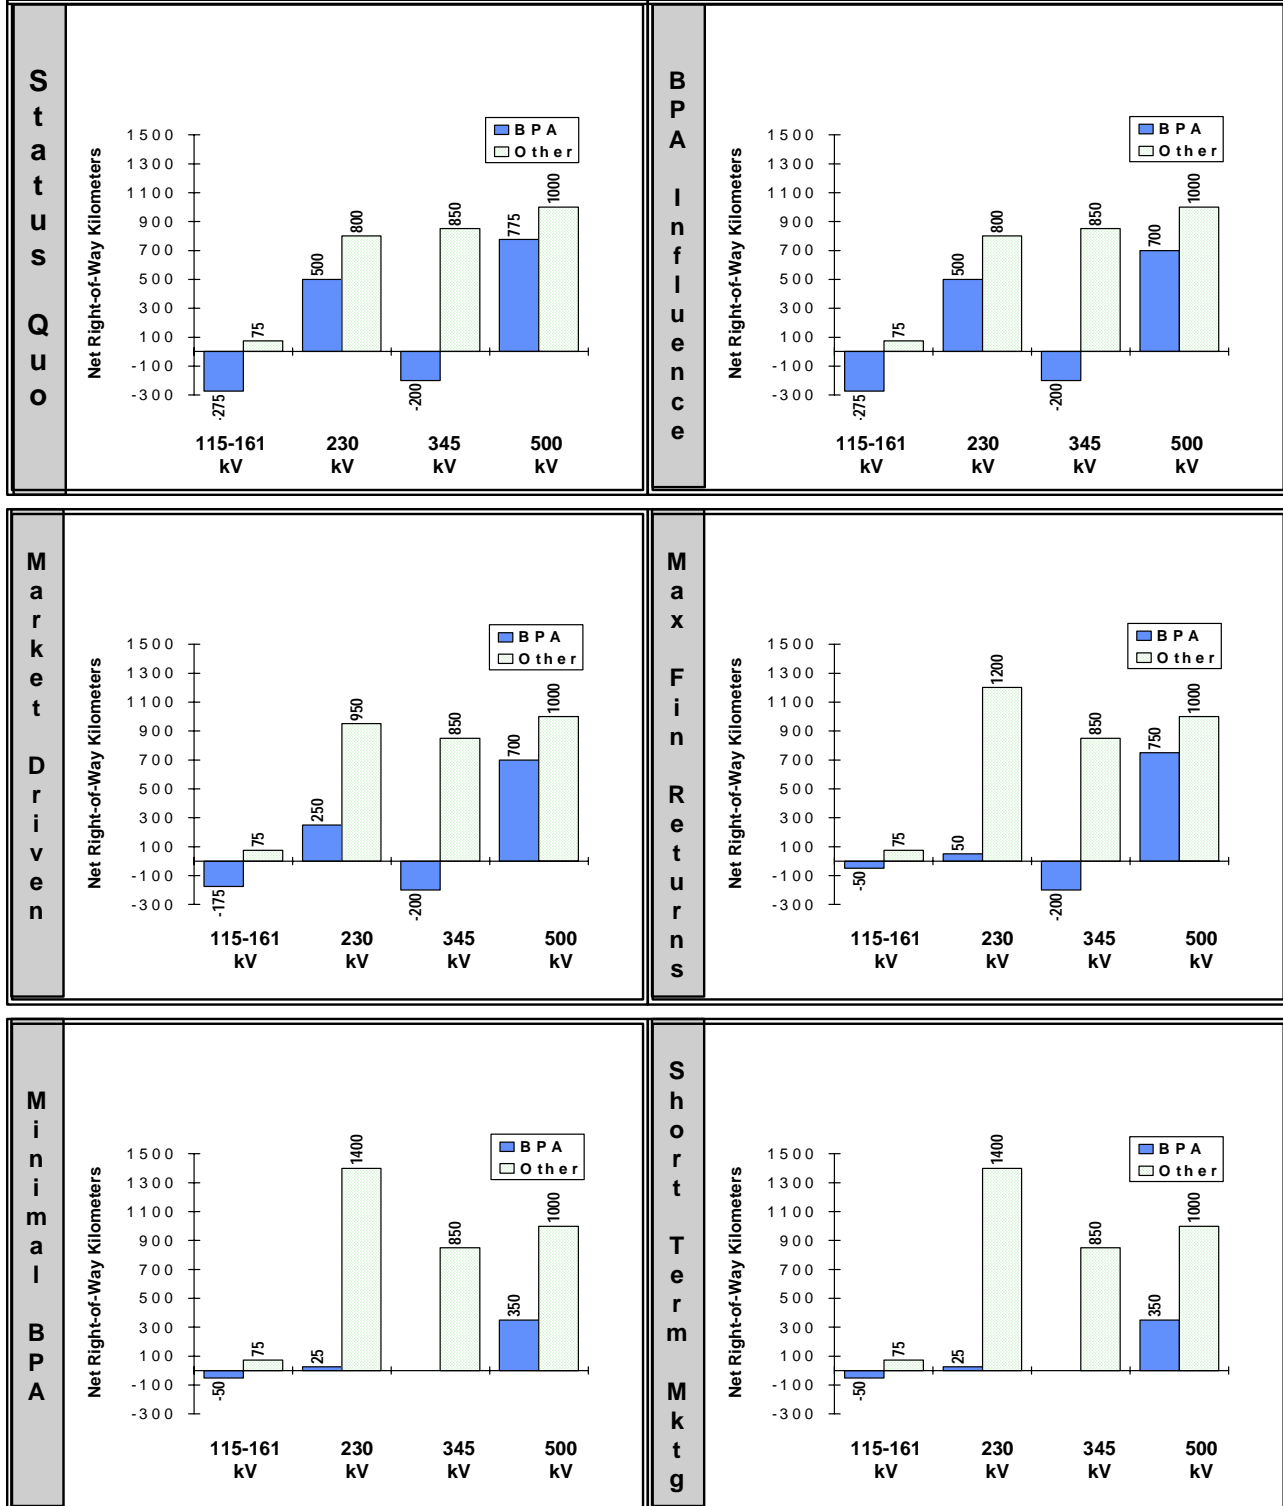 Status Quo
BPA
Other
Net Right-of-Way Kilometers
1500
1300
1100
900
700
500
300
100
-100
-300
-275
75
500
800
-200
850
775
1000
115-161 kV
230 kV
345 kV
500 kV
BPA Influence
BPA
Other
Net Right-of-Way Kilometers
1500
1300
1100
900
700
500
300
100
-100
-300
-275
75
500
800
-200
850
700
1000
115-161 kV
230 kV
345 kV
500 kV
Market Driven
BPA
Other
Net Right-of-Way Kilometers
1500
1300
1100
900
700
500
300
100
-100
-300
-175
75
250
950
-200
850
700
1000
115-161 kV
230 kV
345 kV
500 kV
Max Fin Returns
BPA
Other
Net Right-of-Way Kilometers
1500
1300
1100
900
700
500
300
100
-100
-300
-50
75
50
1200
-200
850
750
1000
115-161 kV
230 kV
345 kV
500 kV
Minimal BPA
BPA
Other
Net Right-of-Way Kilometers
1500
1300
1100
900
700
500
300
100
-100
-300
-50
75
25
1400
850
350
1000
115-161 kV
230 kV
345 kV
500 kV
Short Term Mktg
BPA
Other
Net Right-of-Way Kilometers
1500
1300
1100
900
700
500
300
100
-100
-300
-50
75
25
1400
850
350
1000
115-161 kV
230 kV
345 kV
500 kV